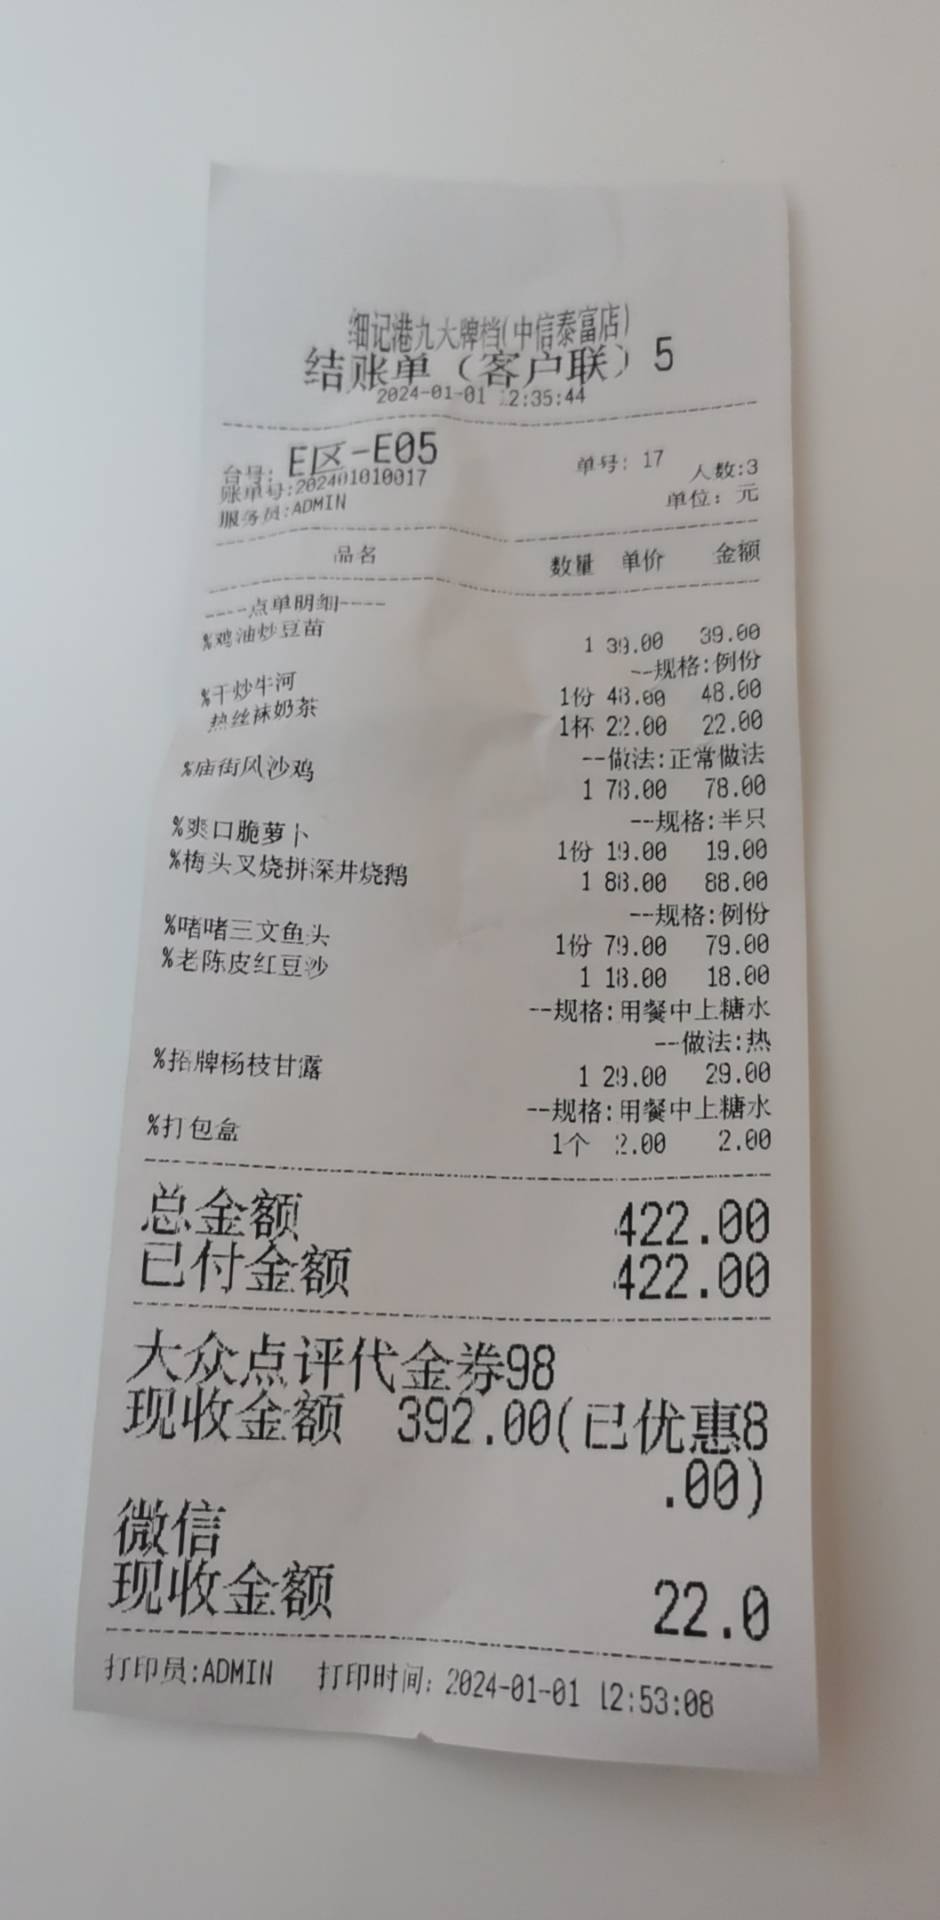 细记港九大牌档(中信泰富店)
结账单（客户联）5
2024-01-01 12:35:44
台号: E区-E05 单号: 17 人数:3
账单号:202401010017 单位: 元
服务员:ADMIN
品名 数量 单价 金额
-----点单明细-----
%鸡油炒豆苗 1 39.00 39.00
--规格:例份
%干炒牛河 1份 48.00 48.00
热丝袜奶茶 1杯 22.00 22.00
--做法:正常做法
%庙街风沙鸡 1 78.00 78.00
--规格:半只
%爽口脆萝卜 1份 19.00 19.00
%梅头叉烧拼深井烧鹅 1 88.00 88.00
--规格:例份
%啫啫三文鱼头 1份 79.00 79.00
%老陈皮红豆沙 1 18.00 18.00
--规格:用餐中上糖水
--做法:热
%招牌杨枝甘露 1 29.00 29.00
--规格:用餐中上糖水
%打包盒 1个 2.00 2.00
总金额 422.00
已付金额 422.00
大众点评代金券98
现收金额 392.00(已优惠8
.00)
微信
现收金额 22.0
打印员:ADMIN 打印时间: 2024-01-01 12:53:08